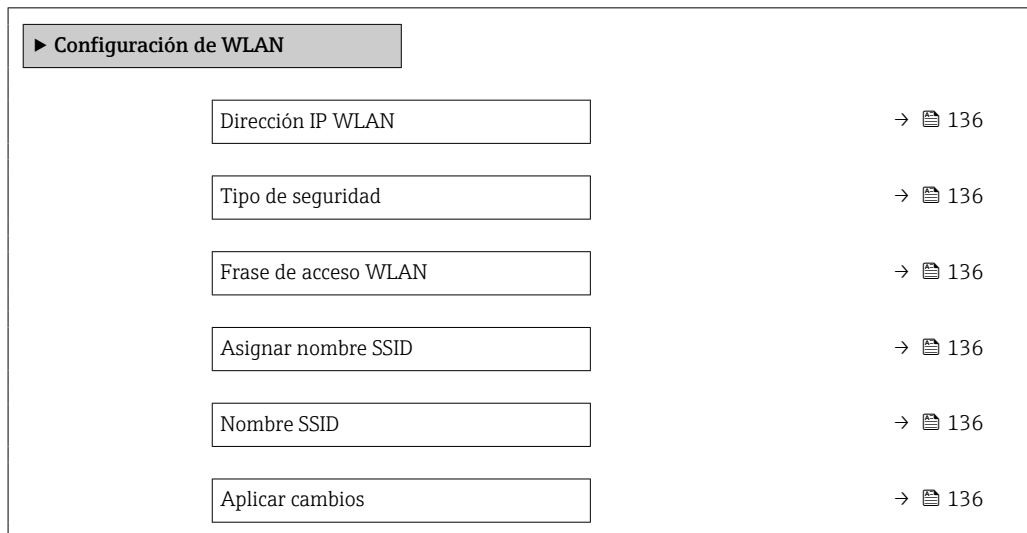 ▶ Configuración de WLAN
Dirección IP WLAN → 136
Tipo de seguridad → 136
Frase de acceso WLAN → 136
Asignar nombre SSID → 136
Nombre SSID → 136
Aplicar cambios → 136